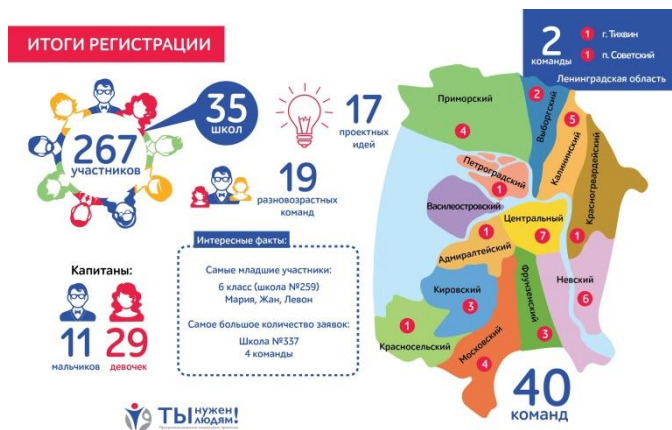 ИТОГИ РЕГИСТРАЦИИ
267
участников
35
школ
17
проектных
идей
19
разновозрастных
команд
Капитаны:
11
мальчиков
29
девочек
Интересные факты:
Самые младшие участники:
6 класс (школа №259)
Мария, Жан, Левон
Самое большое количество заявок:
Школа №337
4 команды
ТЫ нужен
людям!
2
команды
1 г. Тихвин
1 п. Советский
Ленинградская область
Приморский
4
Выборгский
2
Калининский
5
Красногвардейский
1
Петроградский
1
Василеостровский
Центральный
7
Адмиралтейский
1
Невский
6
Кировский
3
Фрунзенский
3
Московский
4
Красносельский
1
40
команд